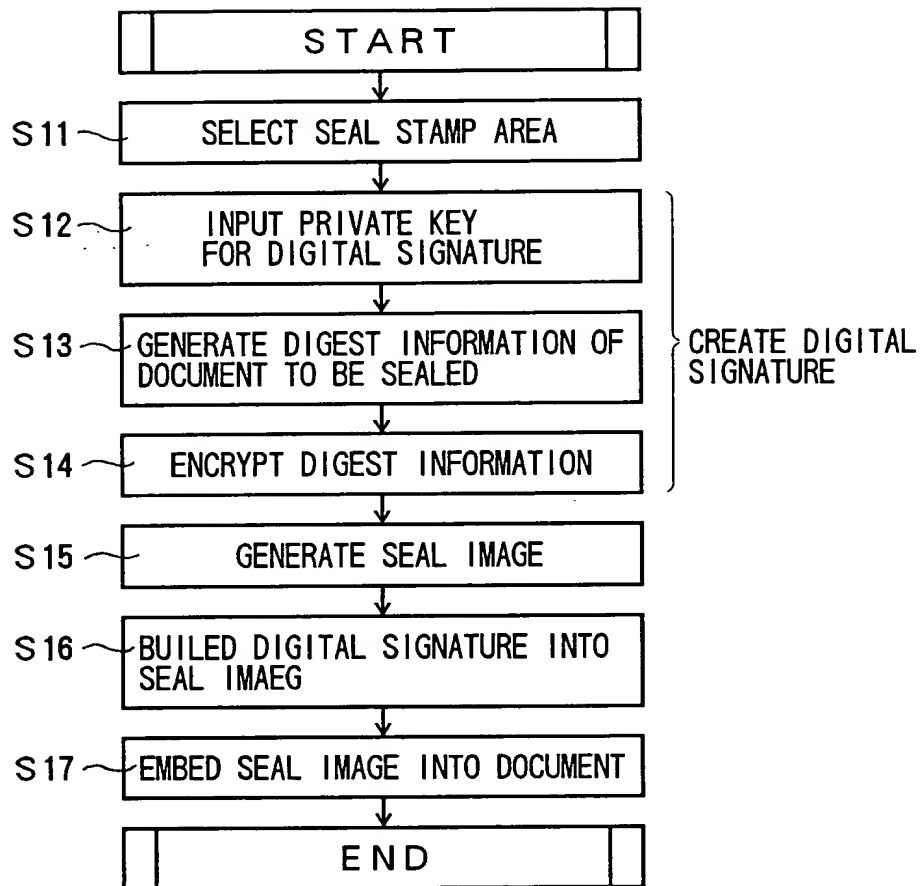 START
S11 SELECT SEAL STAMP AREA
S12 INPUT PRIVATE KEY
FOR DIGITAL SIGNATURE
S13 GENERATE DIGEST INFORMATION OF
DOCUMENT TO BE SEALED
CREATE DIGITAL
SIGNATURE
S14 ENCRYPT DIGEST INFORMATION
S15 GENERATE SEAL IMAGE
S16 BUILED DIGITAL SIGNATURE INTO
SEAL IMAEG
S17 EMBED SEAL IMAGE INTO DOCUMENT
END